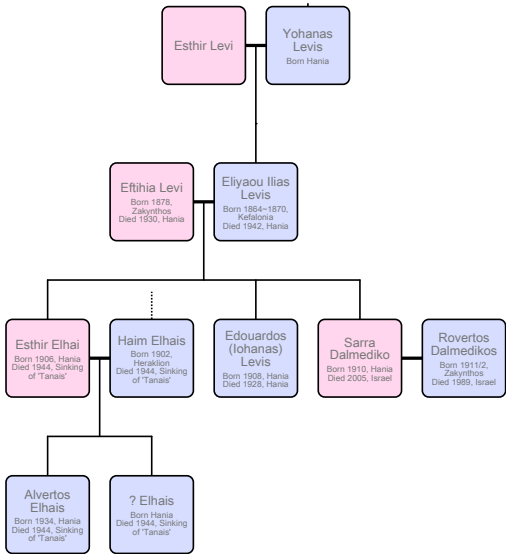 Esthir Levi
Yohanas
Levis
Born Hania
Eftihia Levi
Born 1878,
Zakynthos
Died 1930, Hania
Eliyaou Ilias
Levis
Born 1864~1870,
Kefalonia
Died 1942, Hania
Esthir Elhai
Born 1906, Hania
Died 1944, Sinking
of 'Tanais'
Haim Elhais
Born 1902,
Heraklion
Died 1944, Sinking
of 'Tanais'
Edouardos
(Iohanas)
Levis
Born 1908, Hania
Died 1928, Hania
Sarra
Dalmediko
Born 1910, Hania
Died 2005, Israel
Rovertos
Dalmedikos
Born 1911/2,
Zakynthos
Died 1989, Israel
Alvertos
Elhais
Born 1934, Hania
Died 1944, Sinking
of 'Tanais'
? Elhais
Born Hania
Died 1944, Sinking
of 'Tanais'